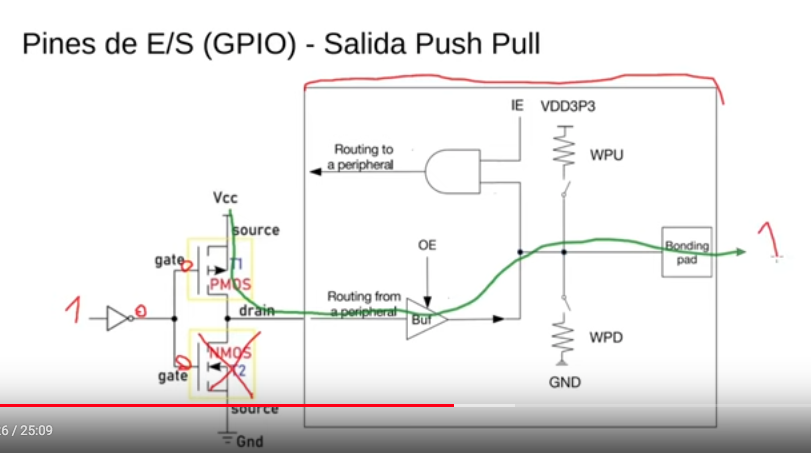 Pines de E/S (GPIO) - Salida Push Pull
IE VDD3P3
Routing to
a peripheral
WPU
Vcc
source
OE
Bonding
pad
1
gate 0
T1
PMOS
Routing from
a peripheral
1
0
drain
Buf
NMOS
T2
0
gate
WPD
GND
source
Gnd
6 / 25:09